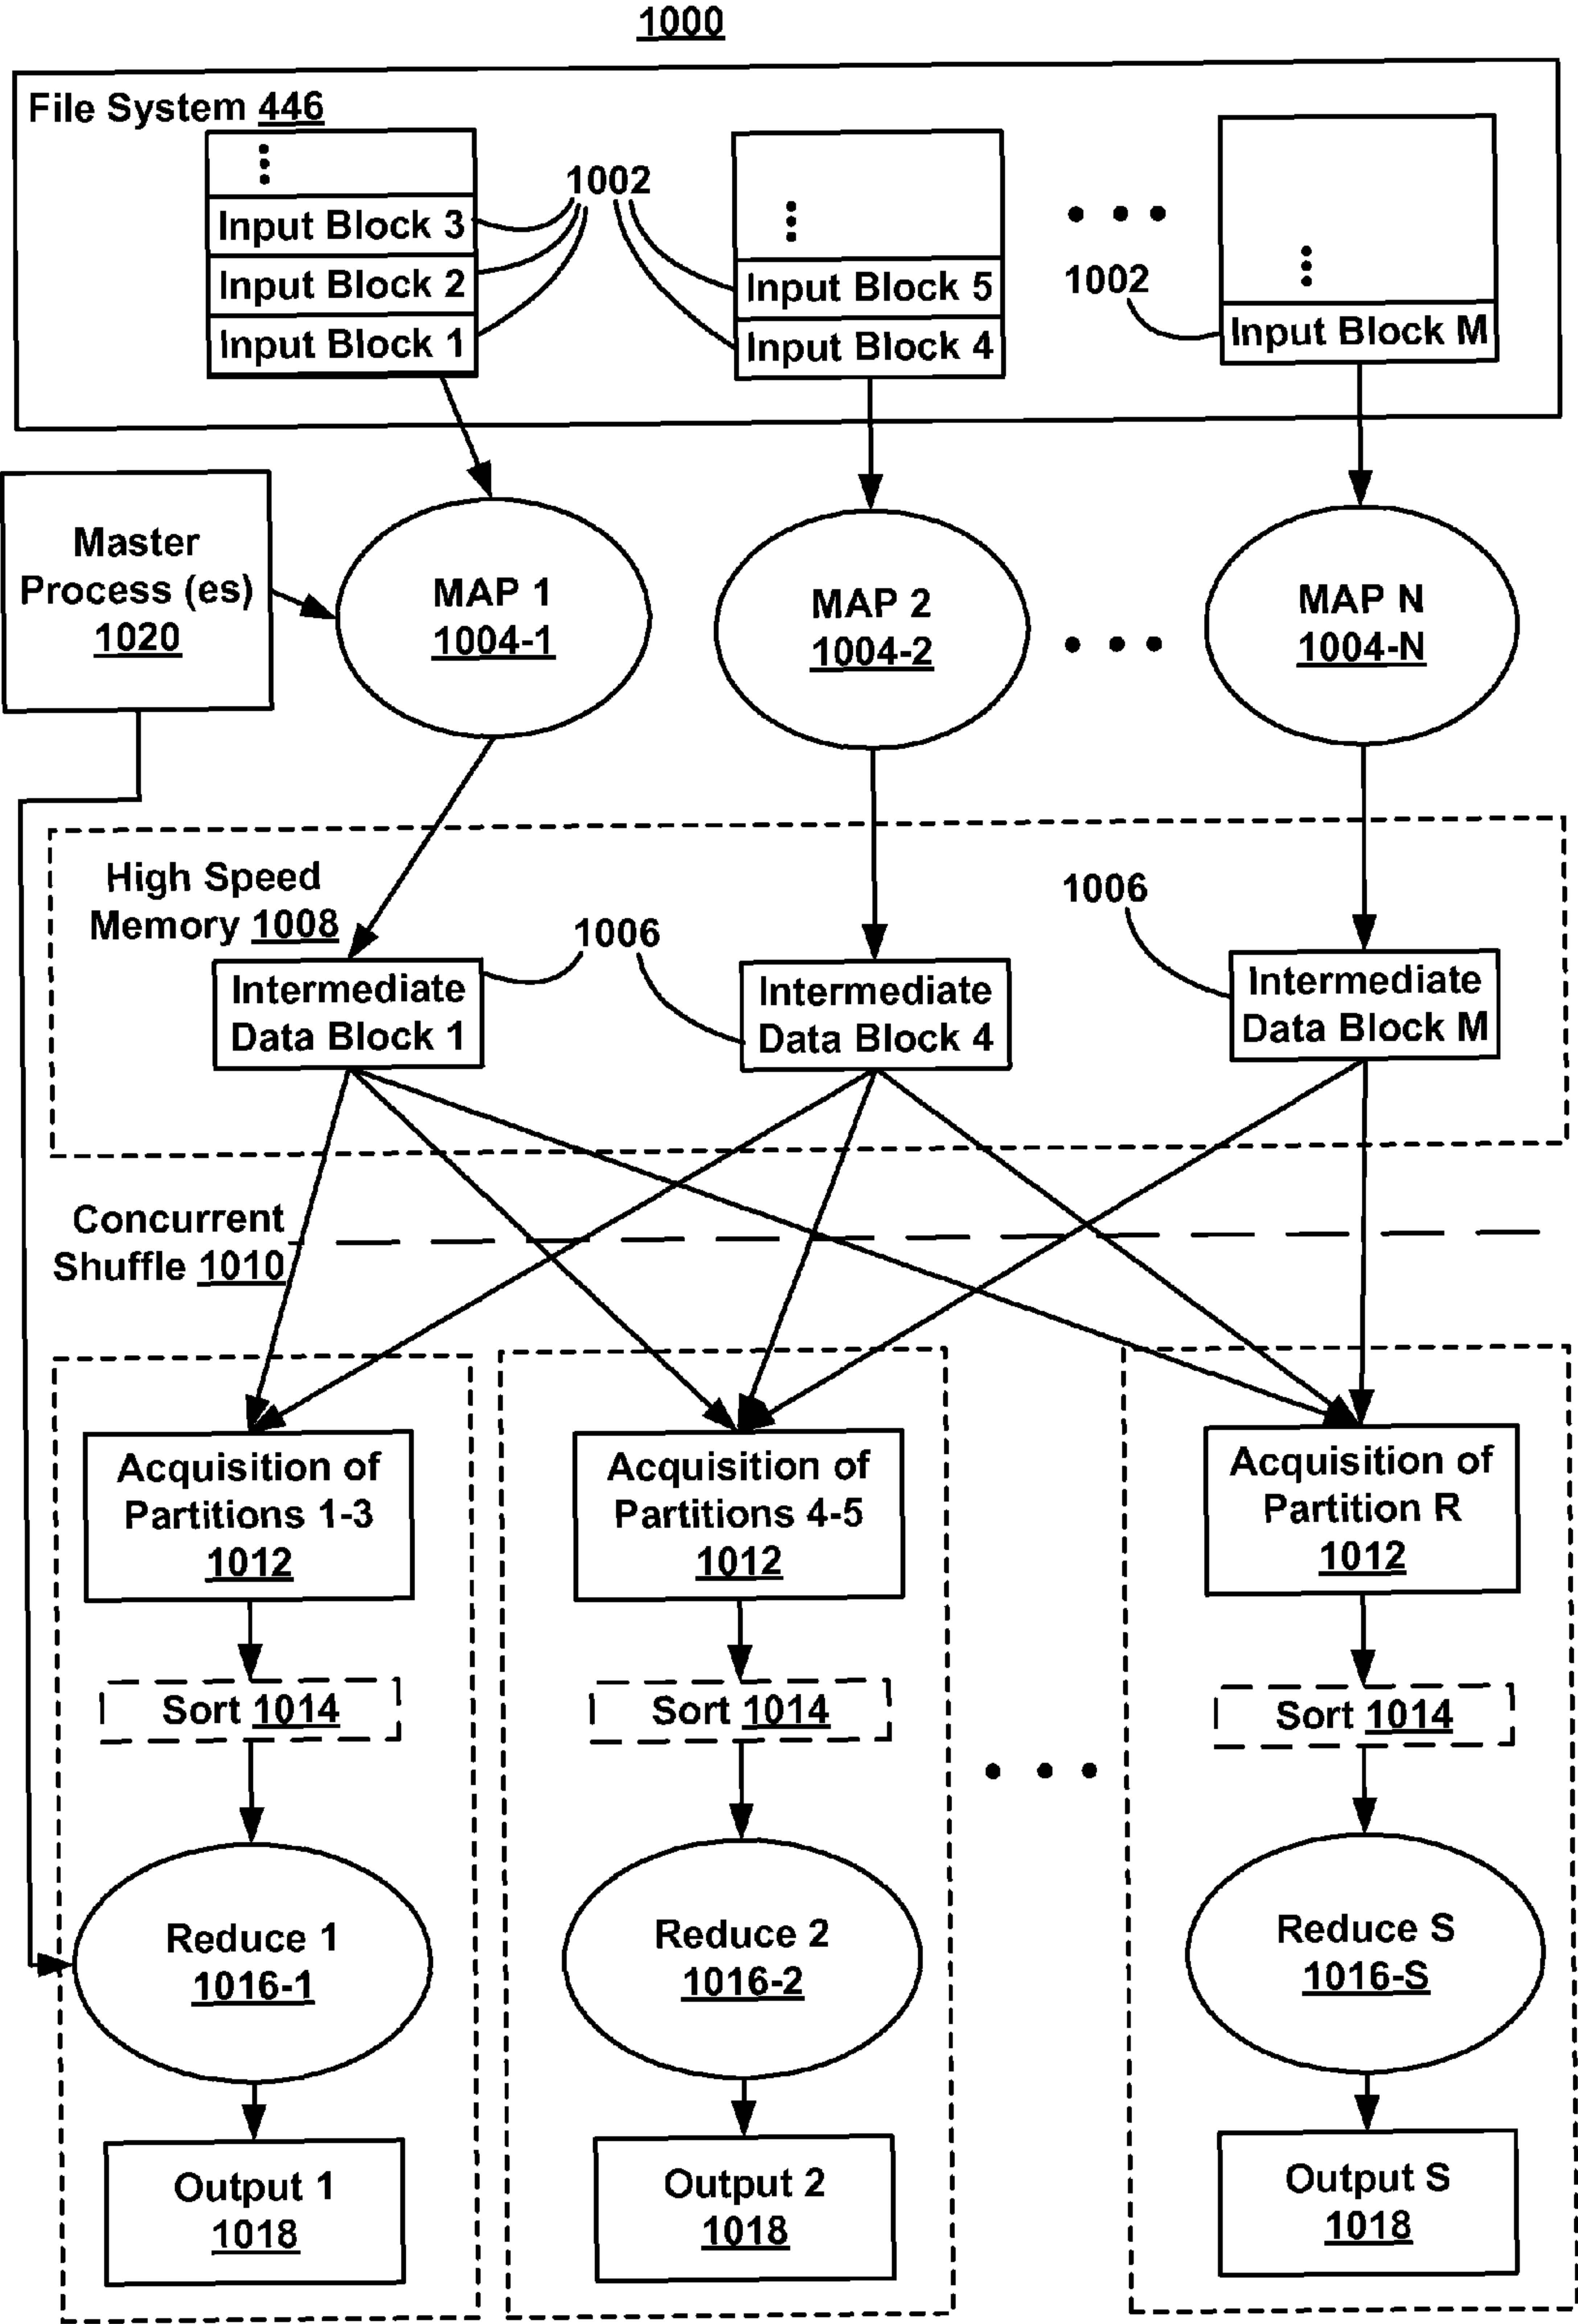 1000
File System 446
Input Block 3
Input Block 2
Input Block 1
1002
Input Block 5
Input Block 4
1002
Input Block M
Master
Process (es)
1020
MAP 1
1004-1
MAP 2
1004-2
MAP N
1004-N
High Speed
Memory 1008
1006
1006
Intermediate
Data Block 1
Intermediate
Data Block 4
Intermediate
Data Block M
Concurrent
Shuffle 1010
Acquisition of
Partitions 1-3
1012
Acquisition of
Partitions 4-5
1012
Acquisition of
Partition R
1012
Sort 1014
Sort 1014
Sort 1014
Reduce 1
1016-1
Reduce 2
1016-2
Reduce S
1016-S
Output 1
1018
Output 2
1018
Output S
1018